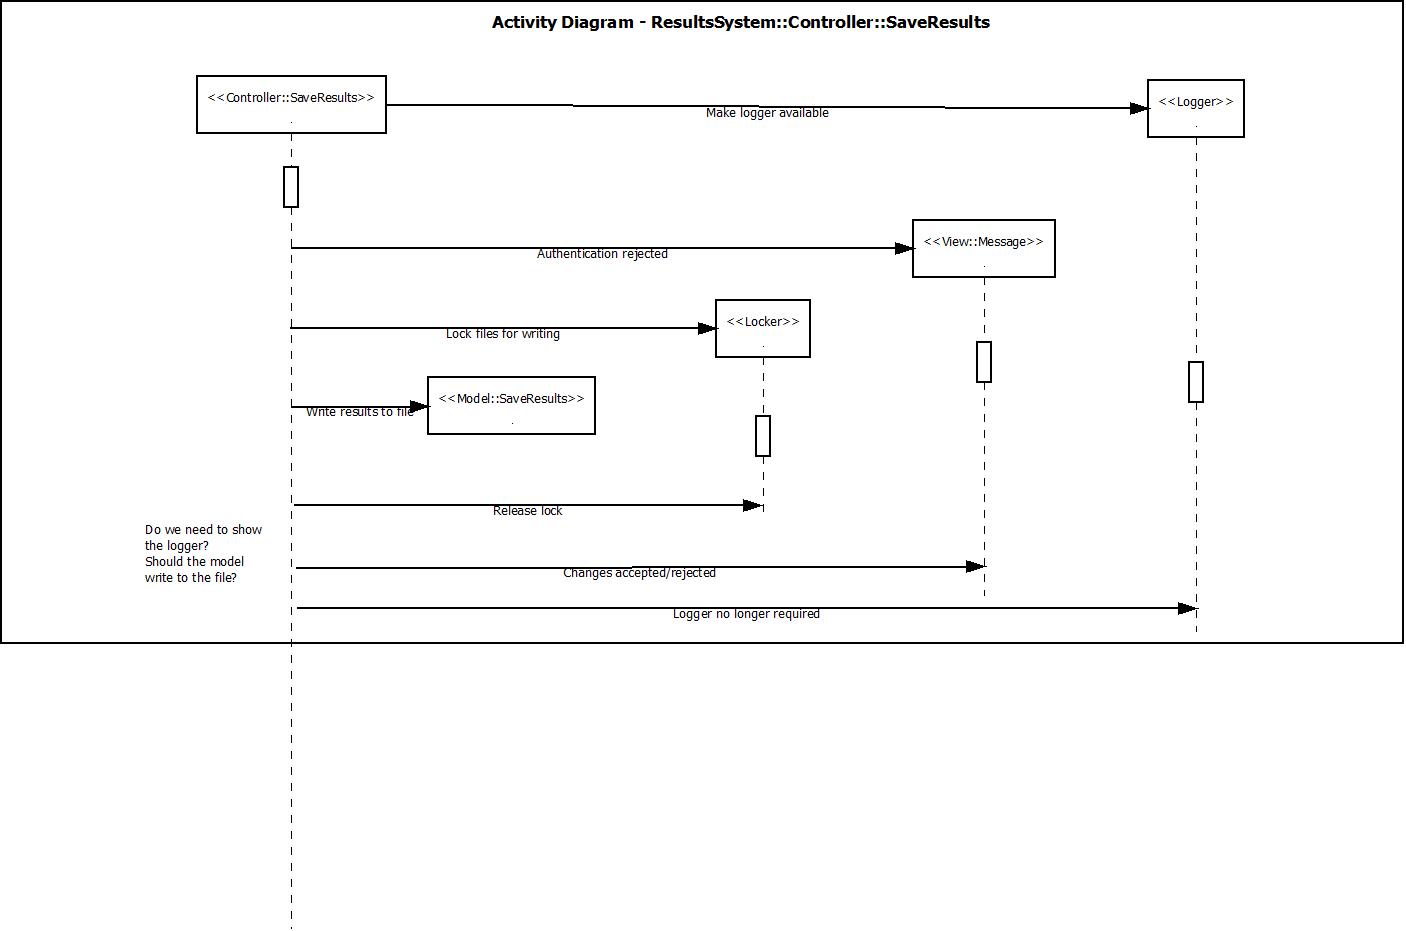 Activity Diagram - ResultsSystem::Controller::SaveResults
<<Controller::SaveResults>>
.
Make logger available
<<Logger>>
.
Authentication rejected
<<View::Message>>
.
Lock files for writing
<<Locker>>
.
Write results to file
<<Model::SaveResults>>
.
Release lock
Do we need to show
the logger?
Should the model
write to the file?
Changes accepted/rejected
Logger no longer required